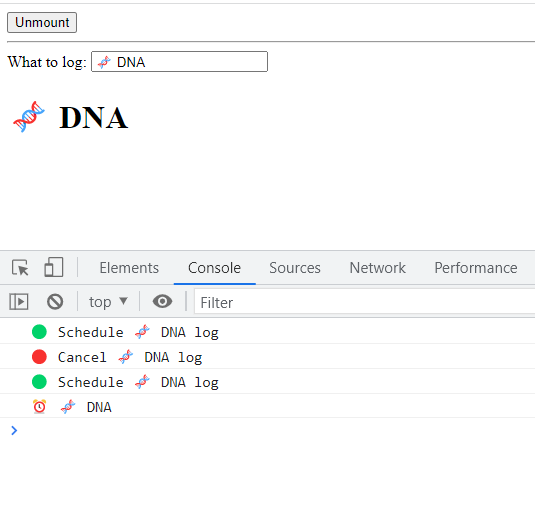 Unmount
What to log: 🧬 DNA
🧬 DNA
Elements Console Sources Network Performance
top ▼ Filter
🟢 Schedule 🧬 DNA log
🔴 Cancel 🧬 DNA log
🟢 Schedule 🧬 DNA log
⏰ 🧬 DNA